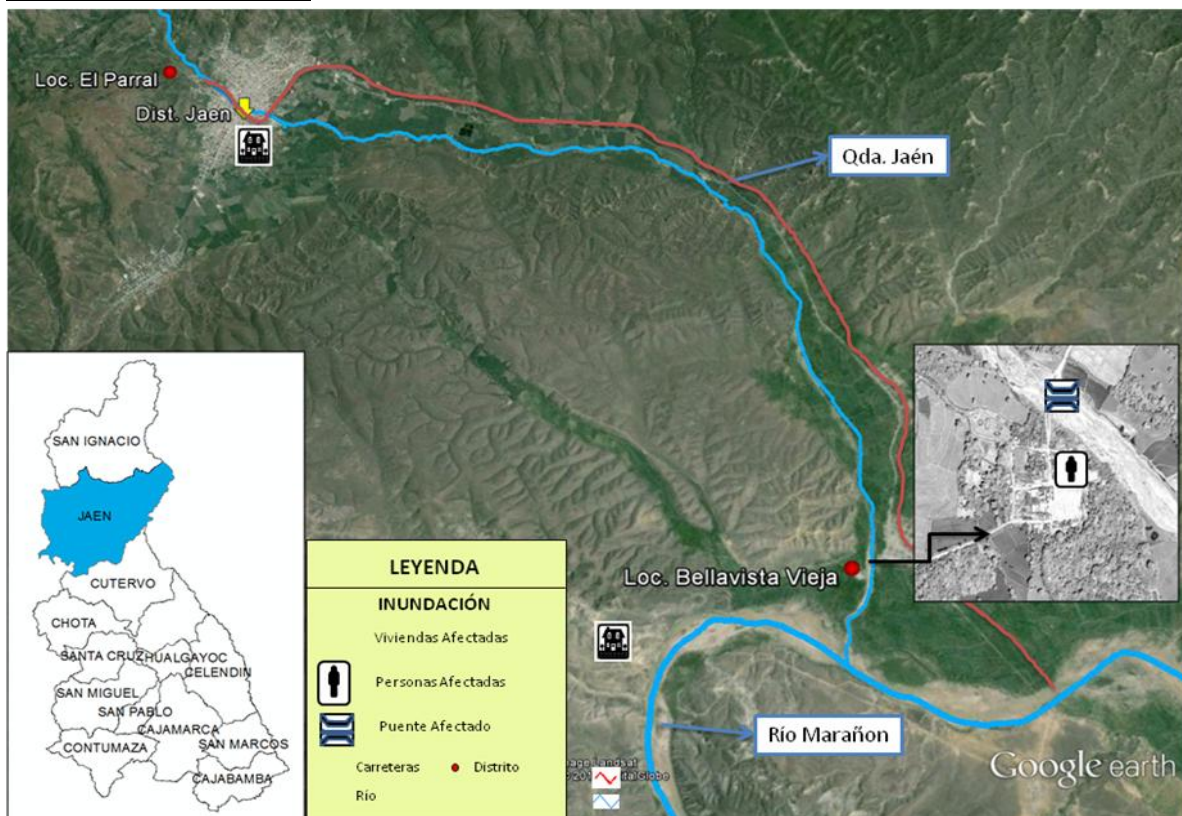 Loc. El Parral
Dist. Jaen
Qda. Jaén
Loc. Bellavista Vieja
Río Marañon
SAN IGNACIO
JAEN
CUTERVO
CHOTA
SANTA CRUZ
HUALGAYOC
CELENDIN
SAN MIGUEL
SAN PABLO
CAJAMARCA
CONTUMAZA
SAN MARCOS
CAJABAMBA
LEYENDA
INUNDACIÓN
Viviendas Afectadas
Personas Afectadas
Puente Afectado
Carreteras
Distrito
Río
Landsat
Globe
Google earth